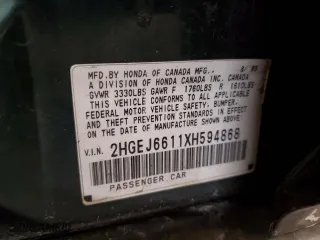 MFD.BY HONDA OF CANADA MFG.,
A DIVISION OF HONDA CANADA INC. CANADA
GVWR 3330LBS GAWR F 1760LBS R 1610LBS
THIS VEHICLE CONFORMS TO ALL APPLICABLE
FEDERAL MOTOR VEHICLE SAFETY, BUMPER,
AND THEFT PREVENTION STANDARDS IN EFFECT
ON THE DATE OF MANUFACTURE SHOWN ABOVE.
V.I.N. 2HGEJ6611XH594868
PASSENGER CAR